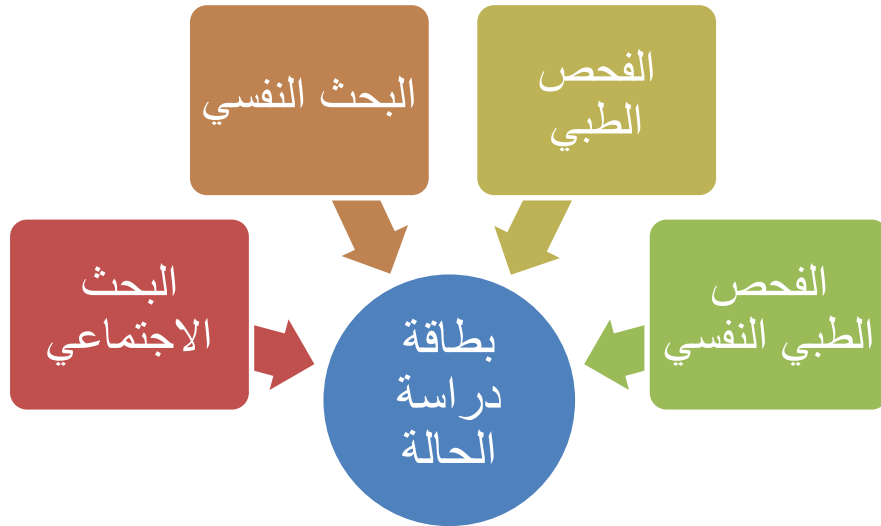 الفحص
الطبي
البحث النفسي
الفحص
الطبي النفسي
البحث
الاجتماعي
بطاقة
دراسة
الحالة